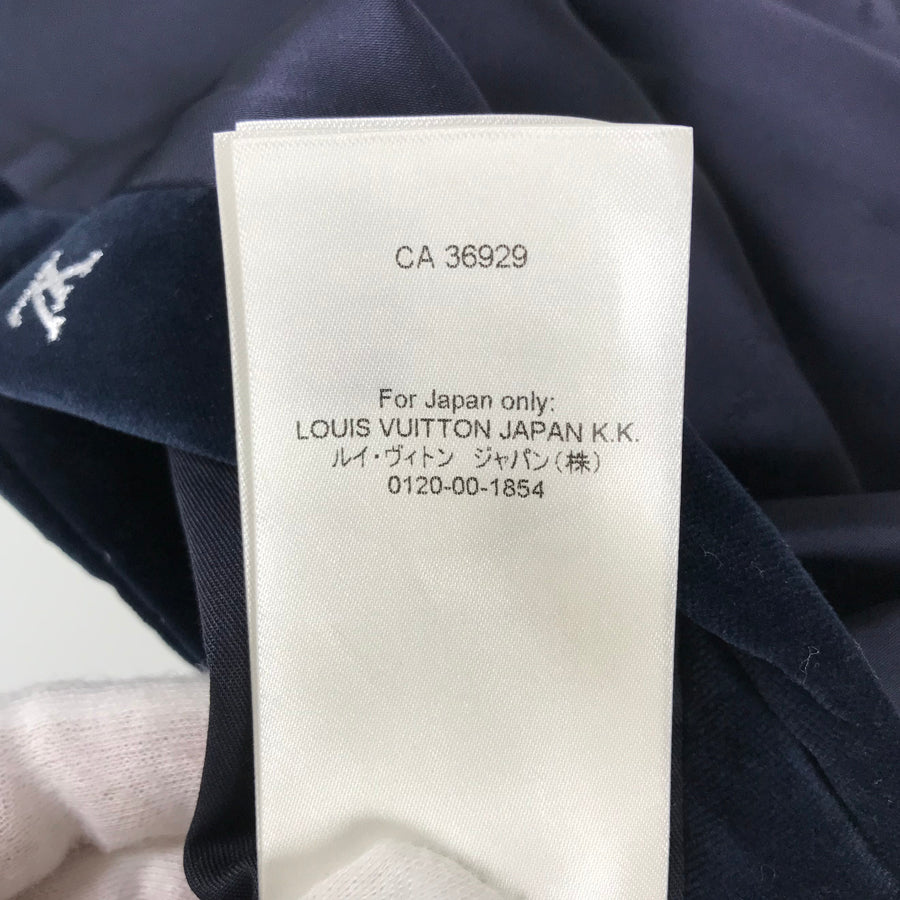 CA 36929
For Japan only:
LOUIS VUITTON JAPAN K.K.
ルイ・ヴィトン　ジャパン(株)
0120-00-1854